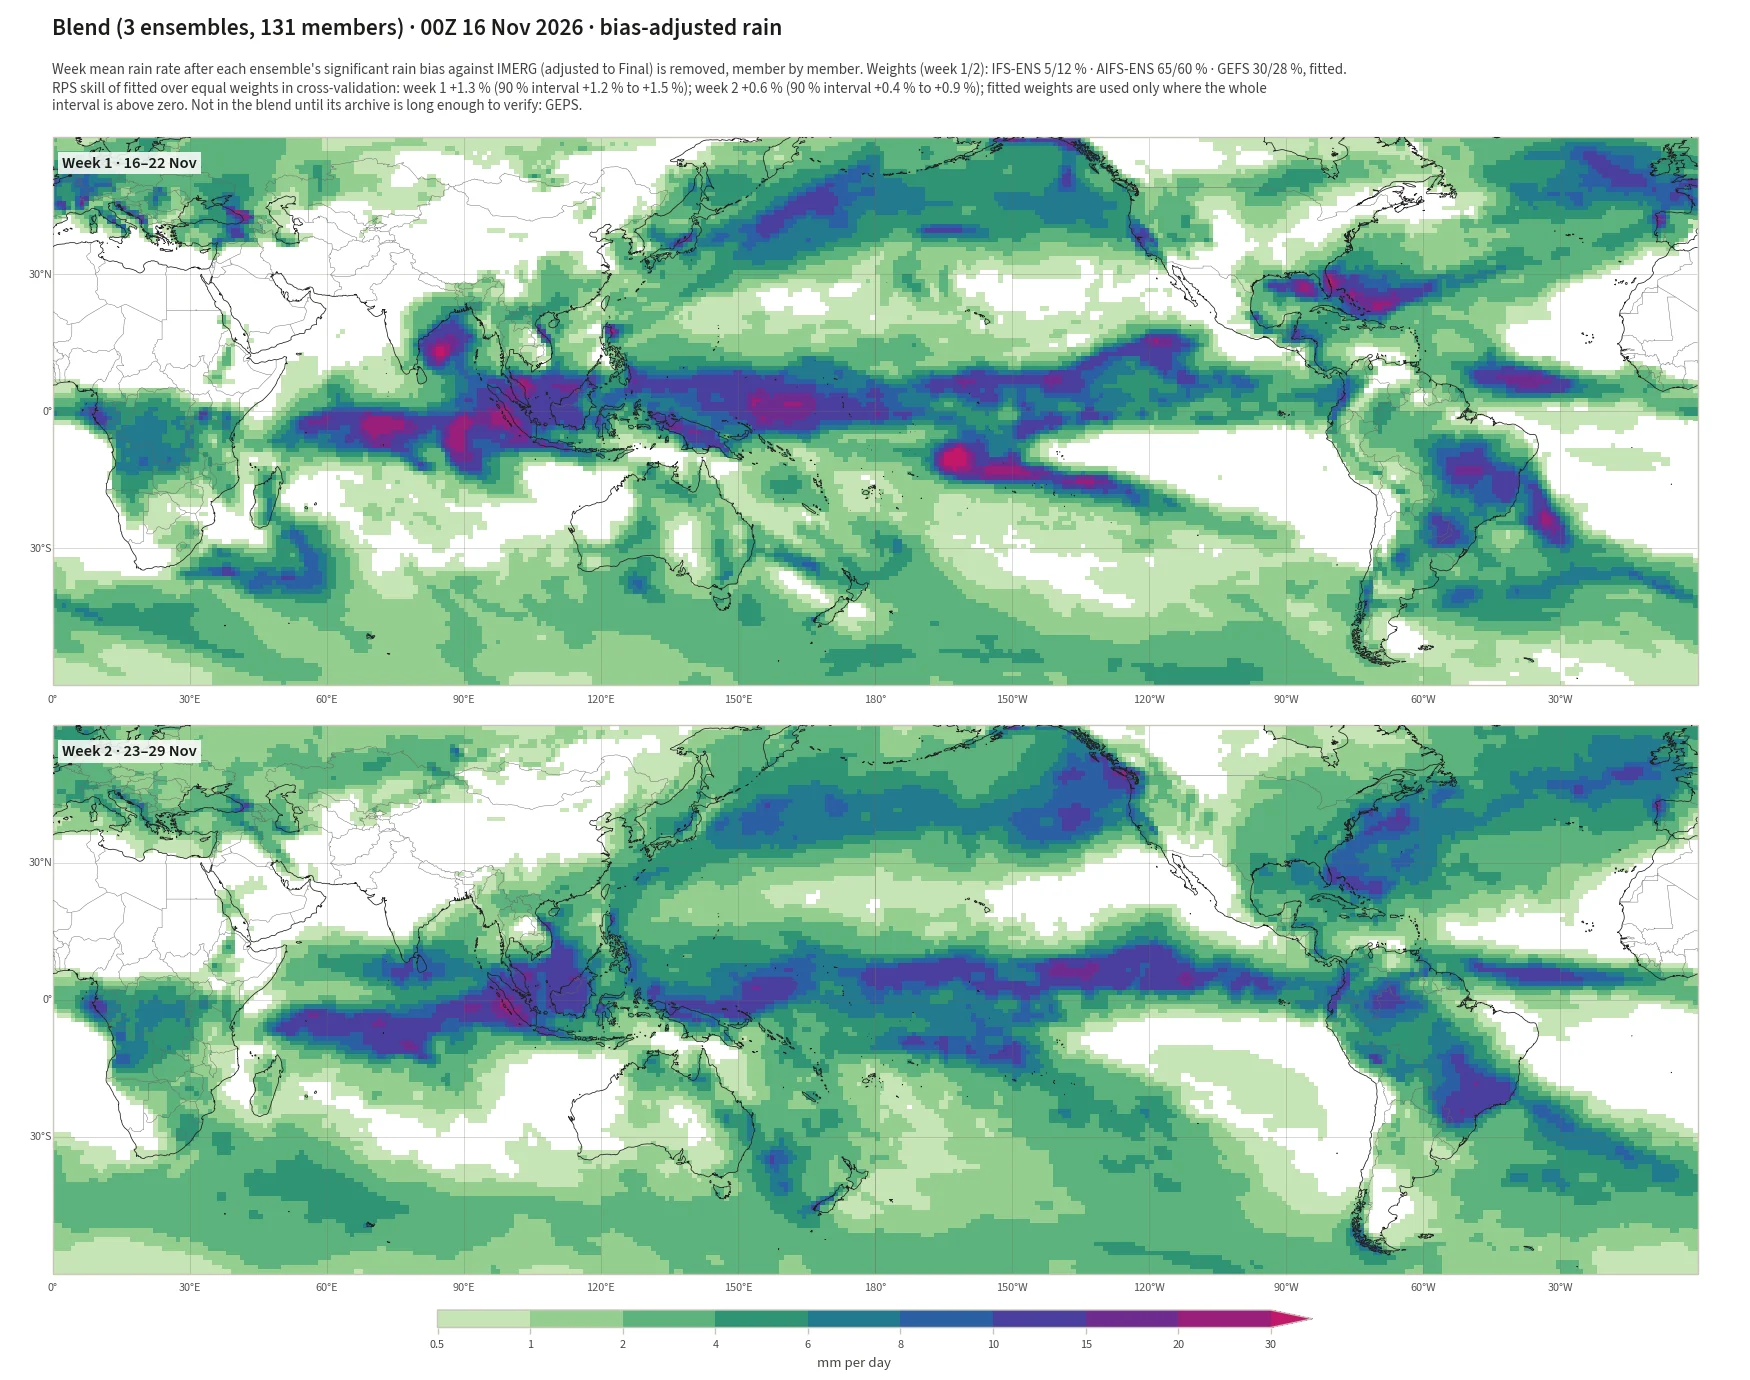 Blend (3 ensembles, 131 members) · 00Z 16 Nov 2026 · bias-adjusted rain
Week mean rain rate after each ensemble's significant rain bias against IMERG (adjusted to Final) is removed, member by member. Weights (week 1/2): IFS-ENS 5/12 % · AIFS-ENS 65/60 % · GEFS 30/28 %, fitted.
RPS skill of fitted over equal weights in cross-validation: week 1 +1.3 % (90 % interval +1.2 % to +1.5 %); week 2 +0.6 % (90 % interval +0.4 % to +0.9 %); fitted weights are used only where the whole
interval is above zero. Not in the blend until its archive is long enough to verify: GEPS.
Week 1 · 16–22 Nov
30°N
0°
30°S
0° 30°E 60°E 90°E 120°E 150°E 180° 150°W 120°W 90°W 60°W 30°W
Week 2 · 23–29 Nov
30°N
0°
30°S
0° 30°E 60°E 90°E 120°E 150°E 180° 150°W 120°W 90°W 60°W 30°W
0.5 1 2 4 6 8 10 15 20 30
mm per day